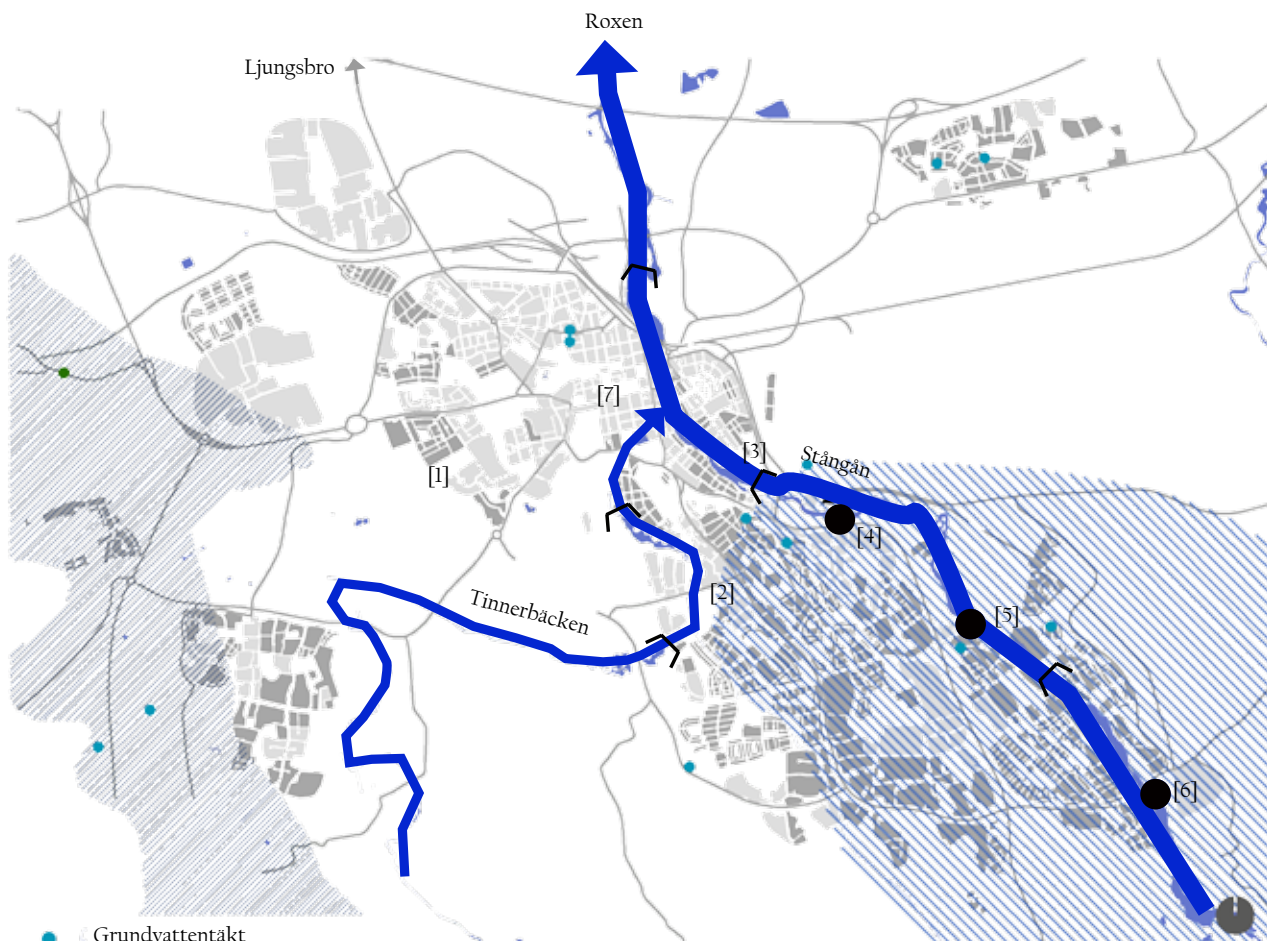 Roxen
Ljungsbro
[7]
[3]
Stångån
[1]
[4]
[2]
Tinnerbäcken
[5]
[6]
Grundvattentäkt